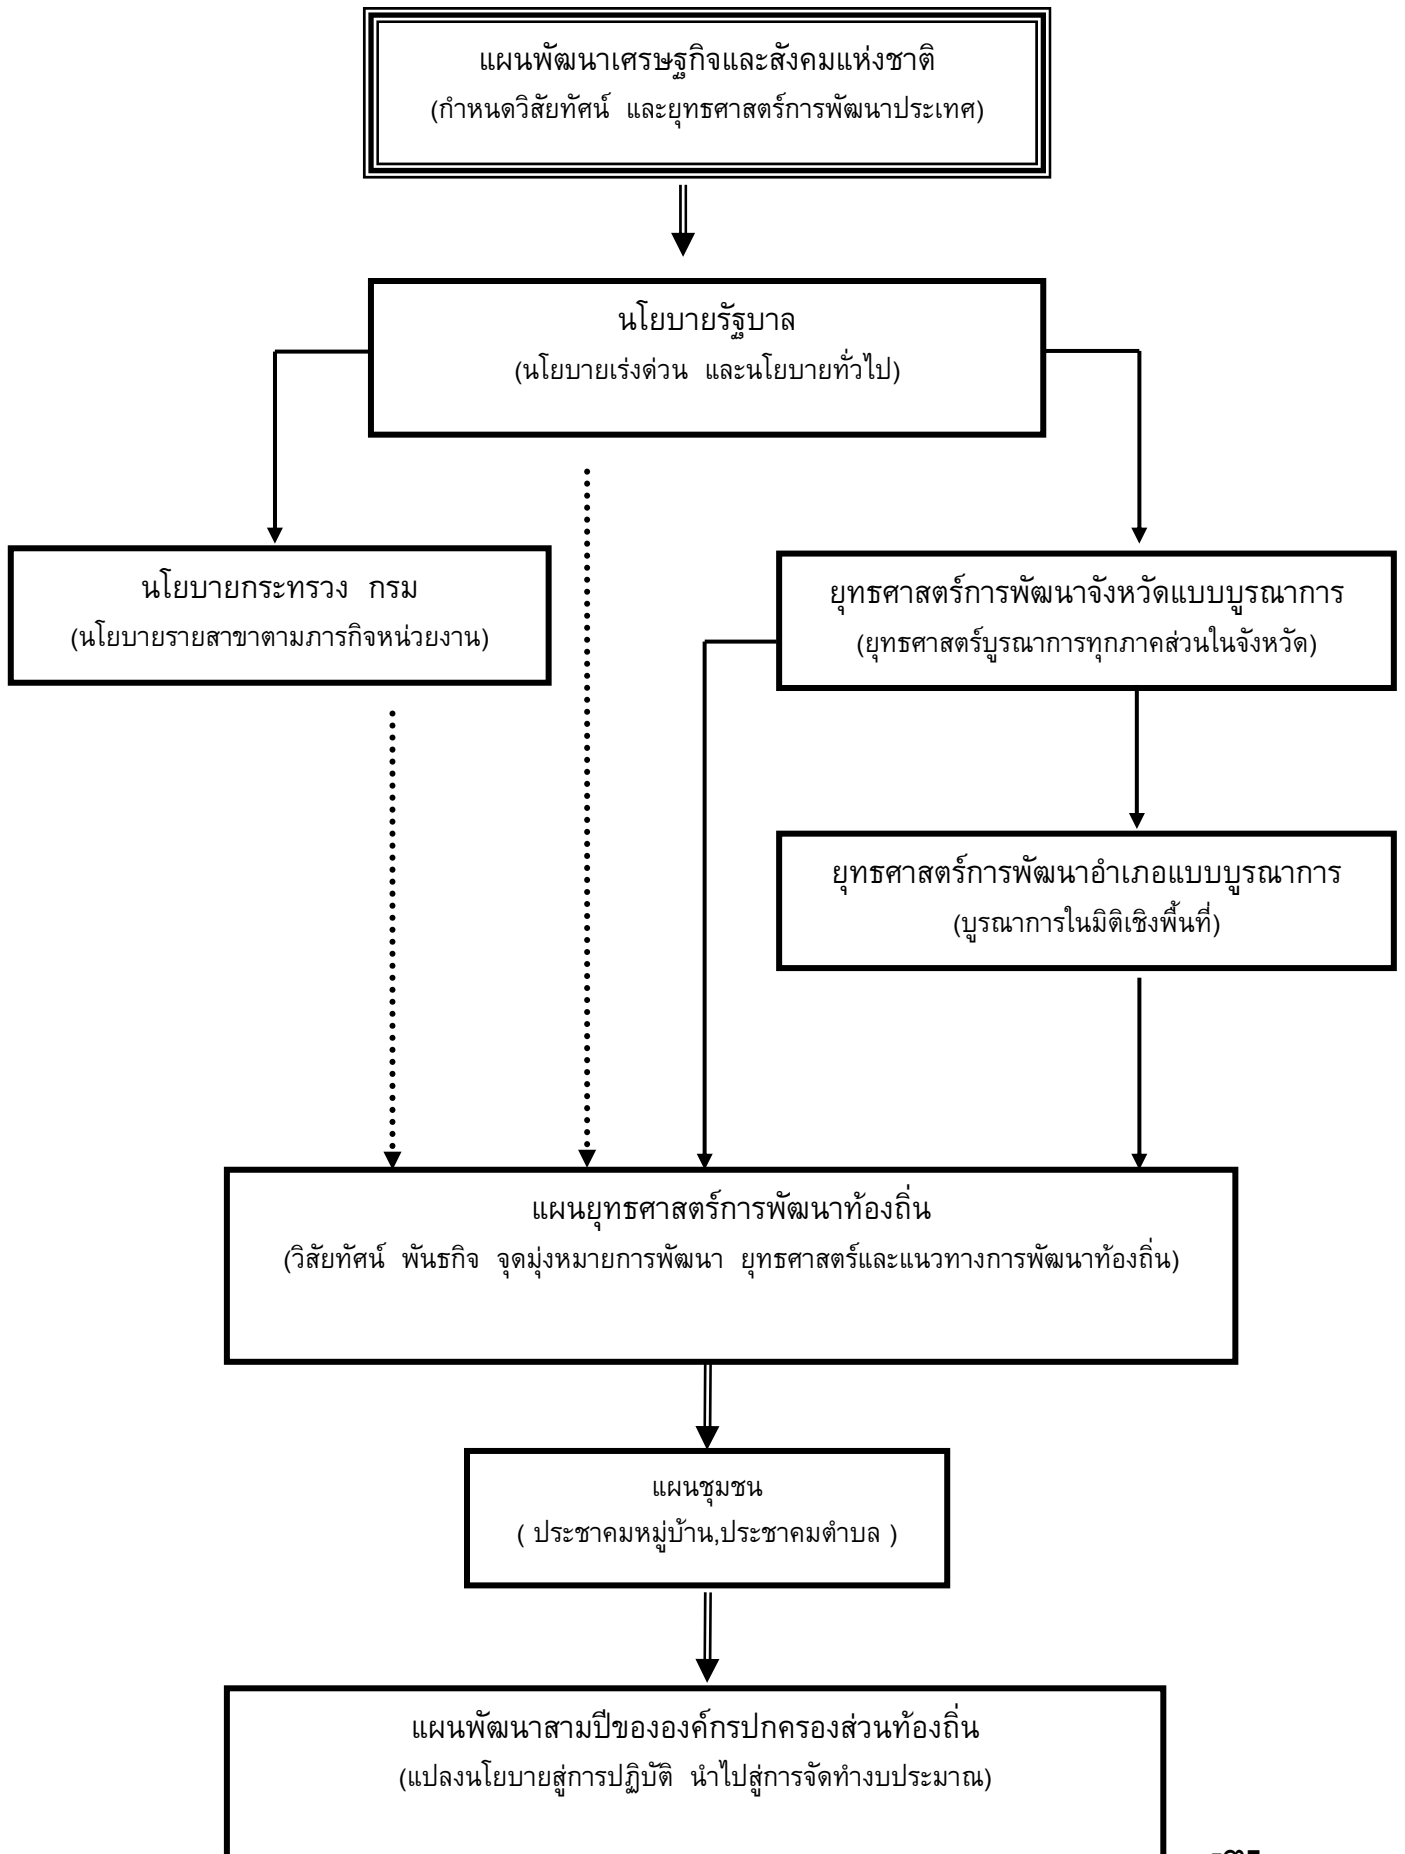 แผนพัฒนาเศรษฐกิจและสังคมแห่งชาติ
(กำหนดวิสัยทัศน์ และยุทธศาสตร์การพัฒนาประเทศ)
นโยบายรัฐบาล
(นโยบายเร่งด่วน และนโยบายทั่วไป)
นโยบายกระทรวง กรม
(นโยบายรายสาขาตามภารกิจหน่วยงาน)
ยุทธศาสตร์การพัฒนาจังหวัดแบบบูรณาการ
(ยุทธศาสตร์บูรณาการทุกภาคส่วนในจังหวัด)
ยุทธศาสตร์การพัฒนาอำเภอแบบบูรณาการ
(บูรณาการในมิติเชิงพื้นที่)
แผนยุทธศาสตร์การพัฒนาท้องถิ่น
(วิสัยทัศน์ พันธกิจ จุดมุ่งหมายการพัฒนา ยุทธศาสตร์และแนวทางการพัฒนาท้องถิ่น)
แผนชุมชน
( ประชาคมหมู่บ้าน,ประชาคมตำบล )
แผนพัฒนาสามปีขององค์กรปกครองส่วนท้องถิ่น
(แปลงนโยบายสู่การปฏิบัติ นำไปสู่การจัดทำงบประมาณ)